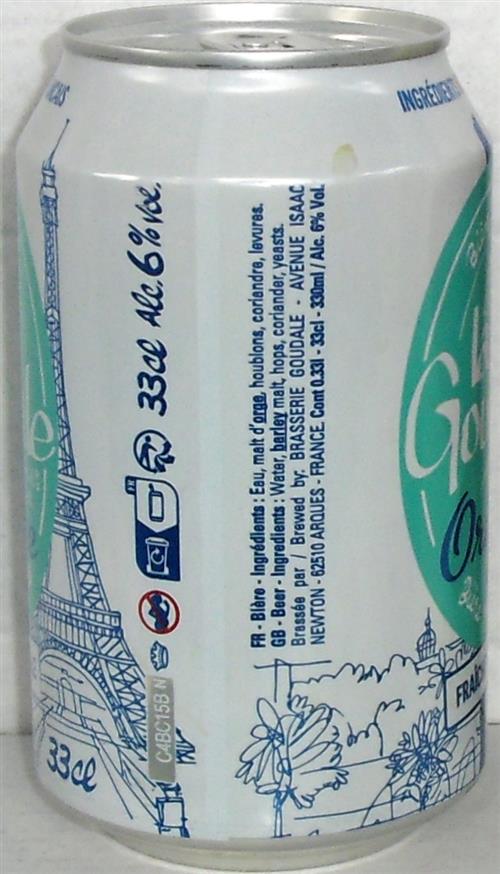 INGRÉDIENTS
33cl Alc. 6% Vol.
FR - Bière - Ingrédients : Eau, malt d'orge, houblons, coriandre, levures.
GB - Beer - Ingredients : Water, barley malt, hops, coriander, yeasts.
Brassée par / Brewed by: BRASSERIE GOUDALE - AVENUE ISAAC
NEWTON - 62510 ARQUES - FRANCE. Cont 0.33l - 33cl - 330ml / Alc. 6% Vol.
C4BC15B-N
33cl